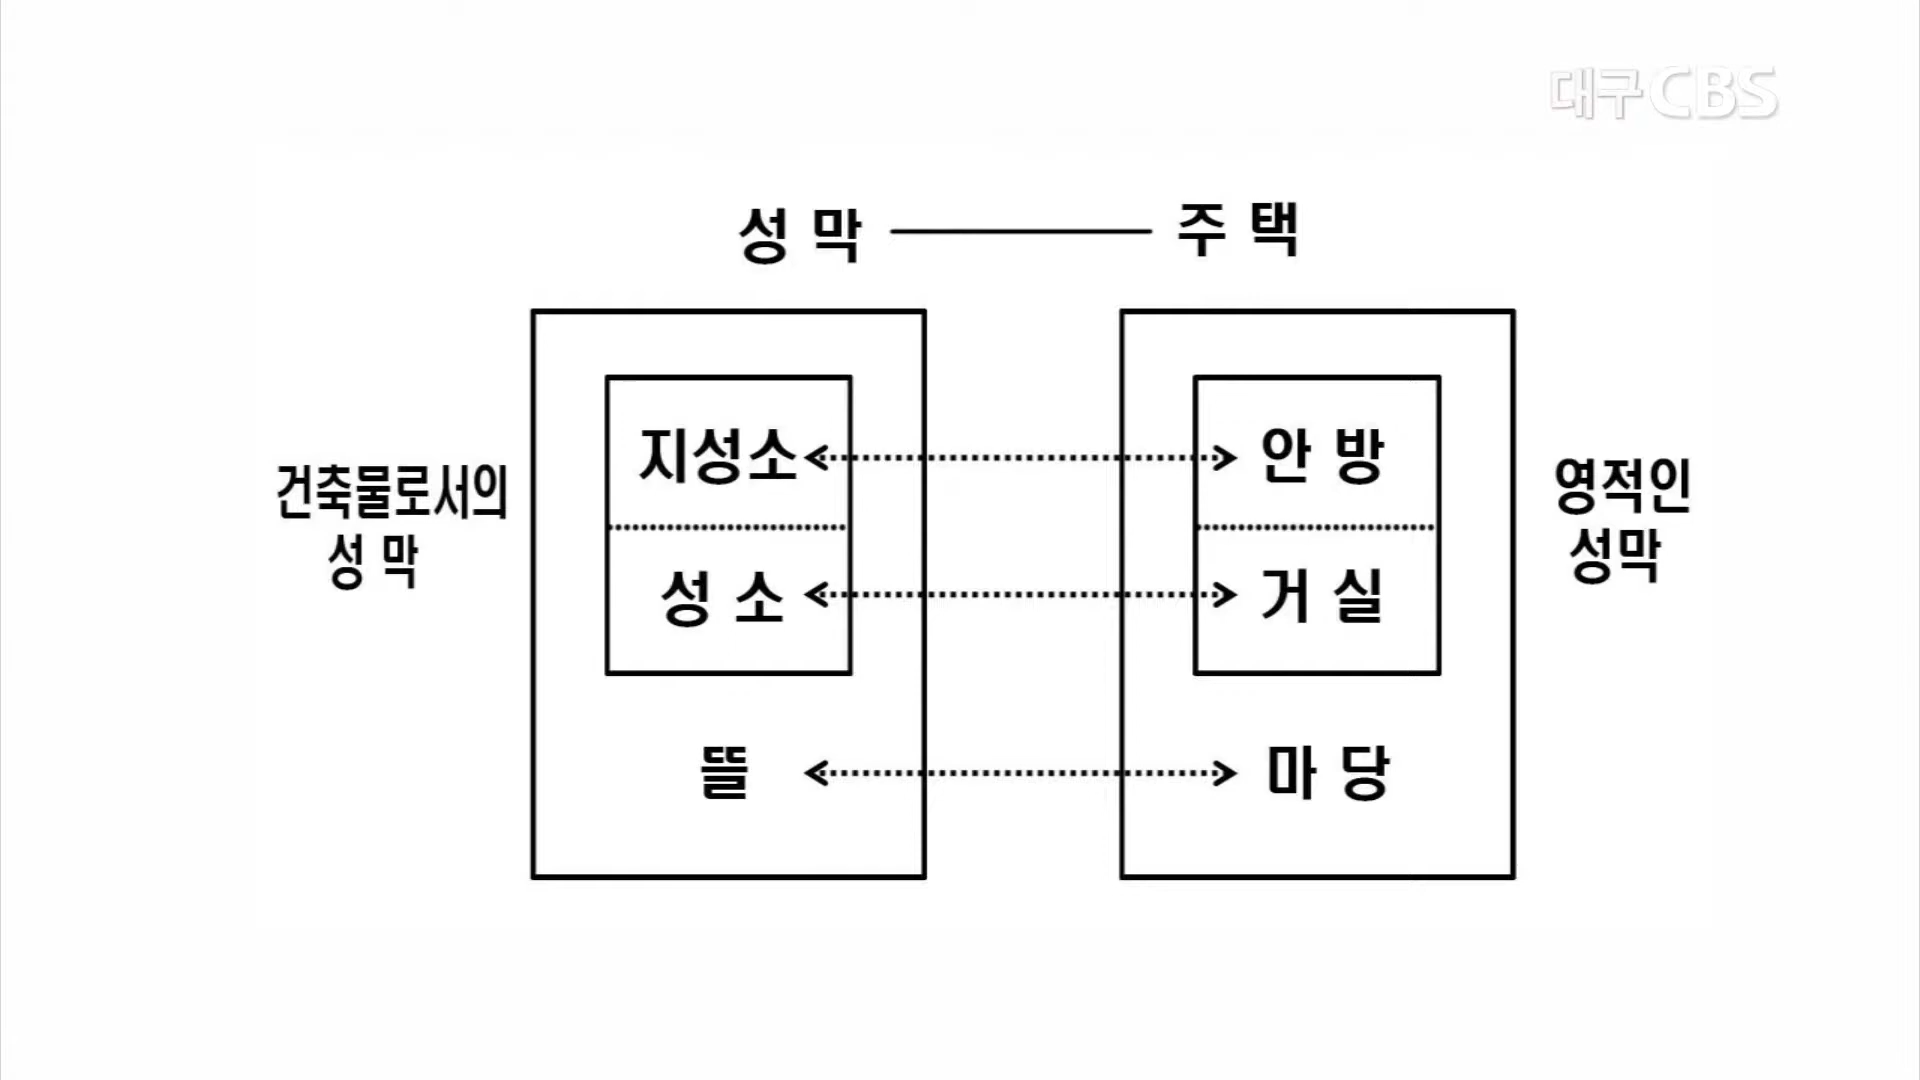 대구CBS
성 막 주 택
건축물로서의
성 막
지성소 안 방
성 소 거 실
뜰 마 당
영적인
성막